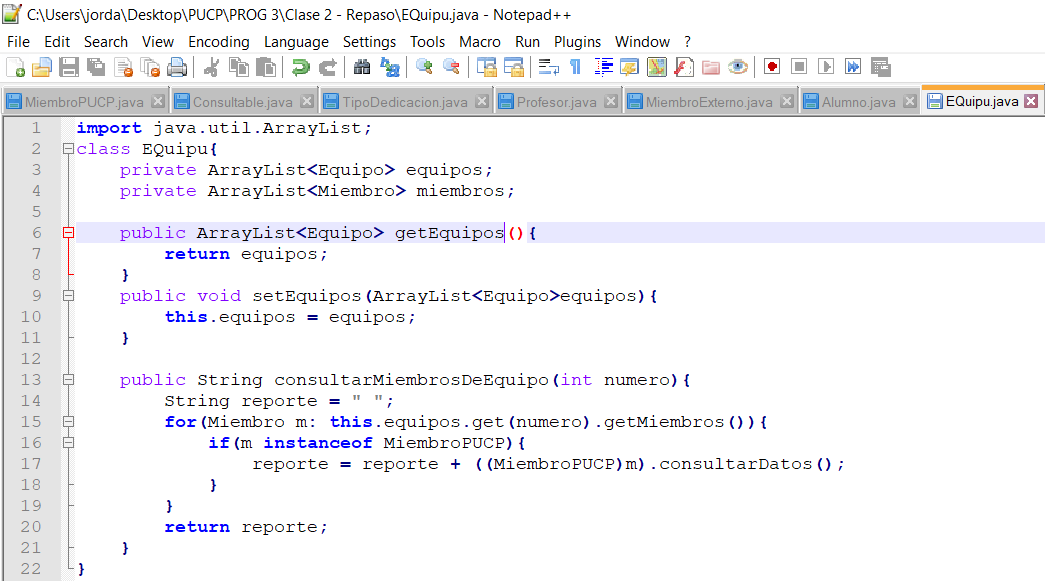 C:\Users\jorda\Desktop\PUCP\PROG 3\Clase 2 - Repaso\EQuipu.java - Notepad++
File Edit Search View Encoding Language Settings Tools Macro Run Plugins Window ?
MiembroPUCP.java Consultable.java TipoDedicacion.java Profesor.java MiembroExterno.java Alumno.java EQuipu.java
1 import java.util.ArrayList;
2 class EQuipu{
3     private ArrayList<Equipo> equipos;
4     private ArrayList<Miembro> miembros;
5
6     public ArrayList<Equipo> getEquipos(){
7         return equipos;
8     }
9     public void setEquipos(ArrayList<Equipo>equipos){
10         this.equipos = equipos;
11     }
12
13     public String consultarMiembrosDeEquipo(int numero){
14         String reporte = " ";
15         for(Miembro m: this.equipos.get(numero).getMiembros()){
16             if(m instanceof MiembroPUCP){
17                 reporte = reporte + ((MiembroPUCP)m).consultarDatos();
18             }
19         }
20         return reporte;
21     }
22 }